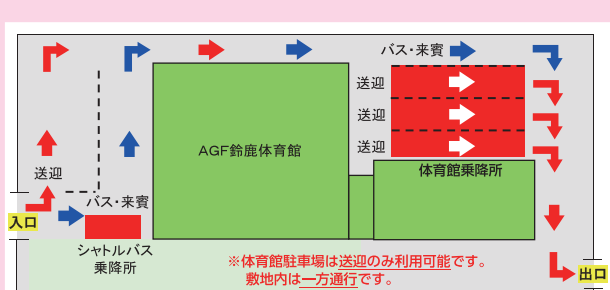 バス・来賓
送迎
送迎
送迎
AGF鈴鹿体育館
体育館乗降所
送迎
バス・来賓
入口
シャトルバス
乗降所
※体育館駐車場は送迎のみ利用可能です。
敷地内は一方通行です。
出口